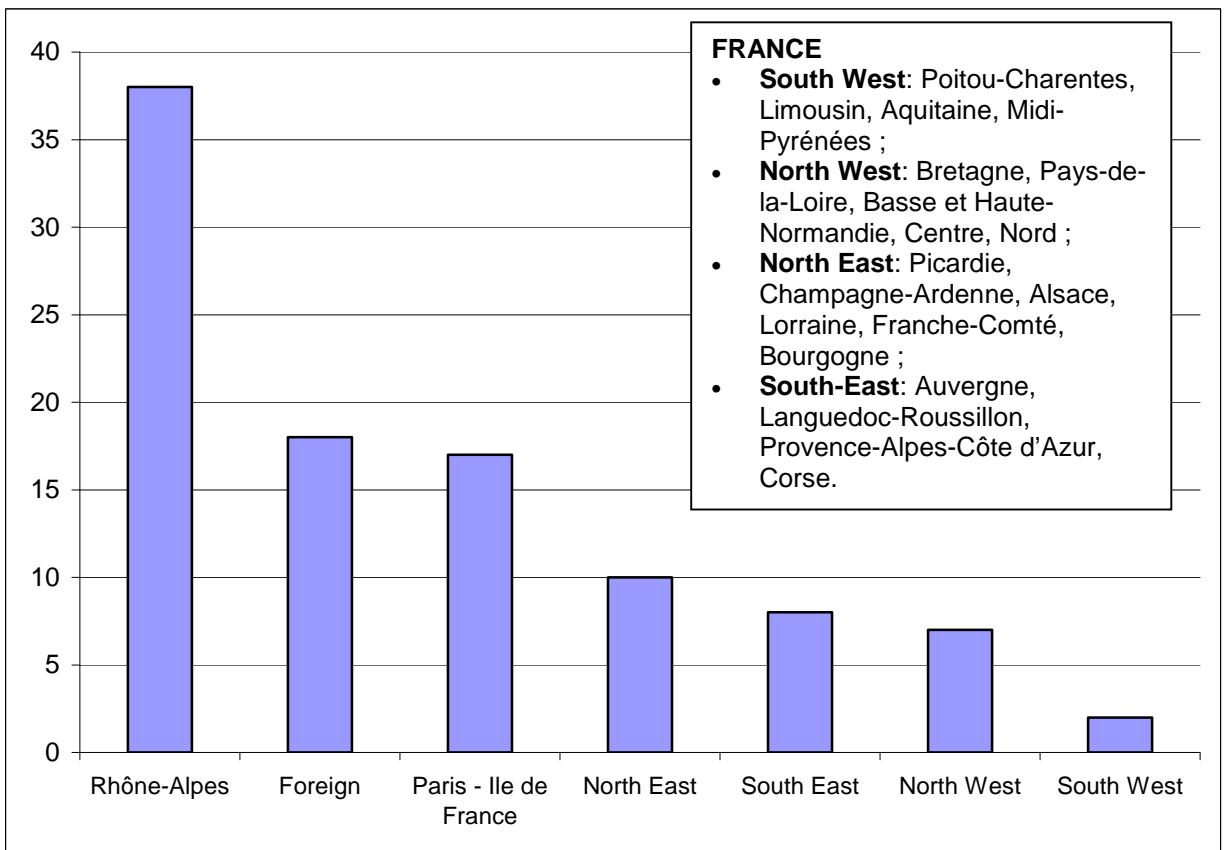 40
35
30
25
20
15
10
5
0
Rhône-Alpes
Foreign
Paris - Ile de
France
North East
South East
North West
South West
FRANCE
• South West: Poitou-Charentes,
Limousin, Aquitaine, Midi-
Pyrénées ;
• North West: Bretagne, Pays-de-
la-Loire, Basse et Haute-
Normandie, Centre, Nord ;
• North East: Picardie,
Champagne-Ardenne, Alsace,
Lorraine, Franche-Comté,
Bourgogne ;
• South-East: Auvergne,
Languedoc-Roussillon,
Provence-Alpes-Côte d'Azur,
Corse.